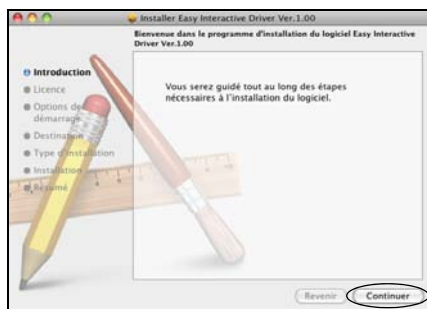 Installer Easy Interactive Driver Ver.1.00
Bienvenue dans le programme d'installation du logiciel Easy Interactive
Driver Ver.1.00
Introduction
Licence
Options de
démarrage
Destination
Type d'installation
Installation
Résumé
Vous serez guidé tout au long des étapes
nécessaires à l'installation du logiciel.
Revenir
Continuer